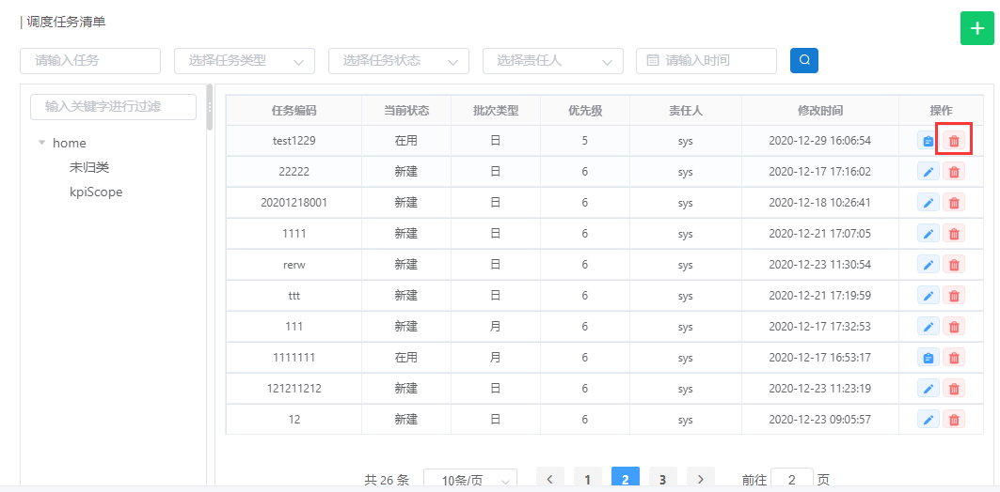 调度任务清单
请输入任务 选择任务类型 选择任务状态 选择责任人 请输入时间
输入关键字进行过滤
home
未归类
kpiScope
任务编码 当前状态 批次类型 优先级 责任人 修改时间 操作
test1229 在用 日 5 sys 2020-12-29 16:06:54
22222 新建 日 6 sys 2020-12-17 17:16:02
20201218001 新建 日 6 sys 2020-12-18 10:26:41
1111 新建 日 6 sys 2020-12-21 17:07:05
rerw 新建 日 6 sys 2020-12-23 11:30:54
ttt 新建 日 6 sys 2020-12-21 17:19:59
111 新建 月 6 sys 2020-12-17 17:32:53
1111111 在用 月 6 sys 2020-12-17 16:53:17
121211212 新建 日 6 sys 2020-12-23 11:23:19
12 新建 日 6 sys 2020-12-23 09:05:57
共 26 条 10条/页 1 2 3 前往 2 页